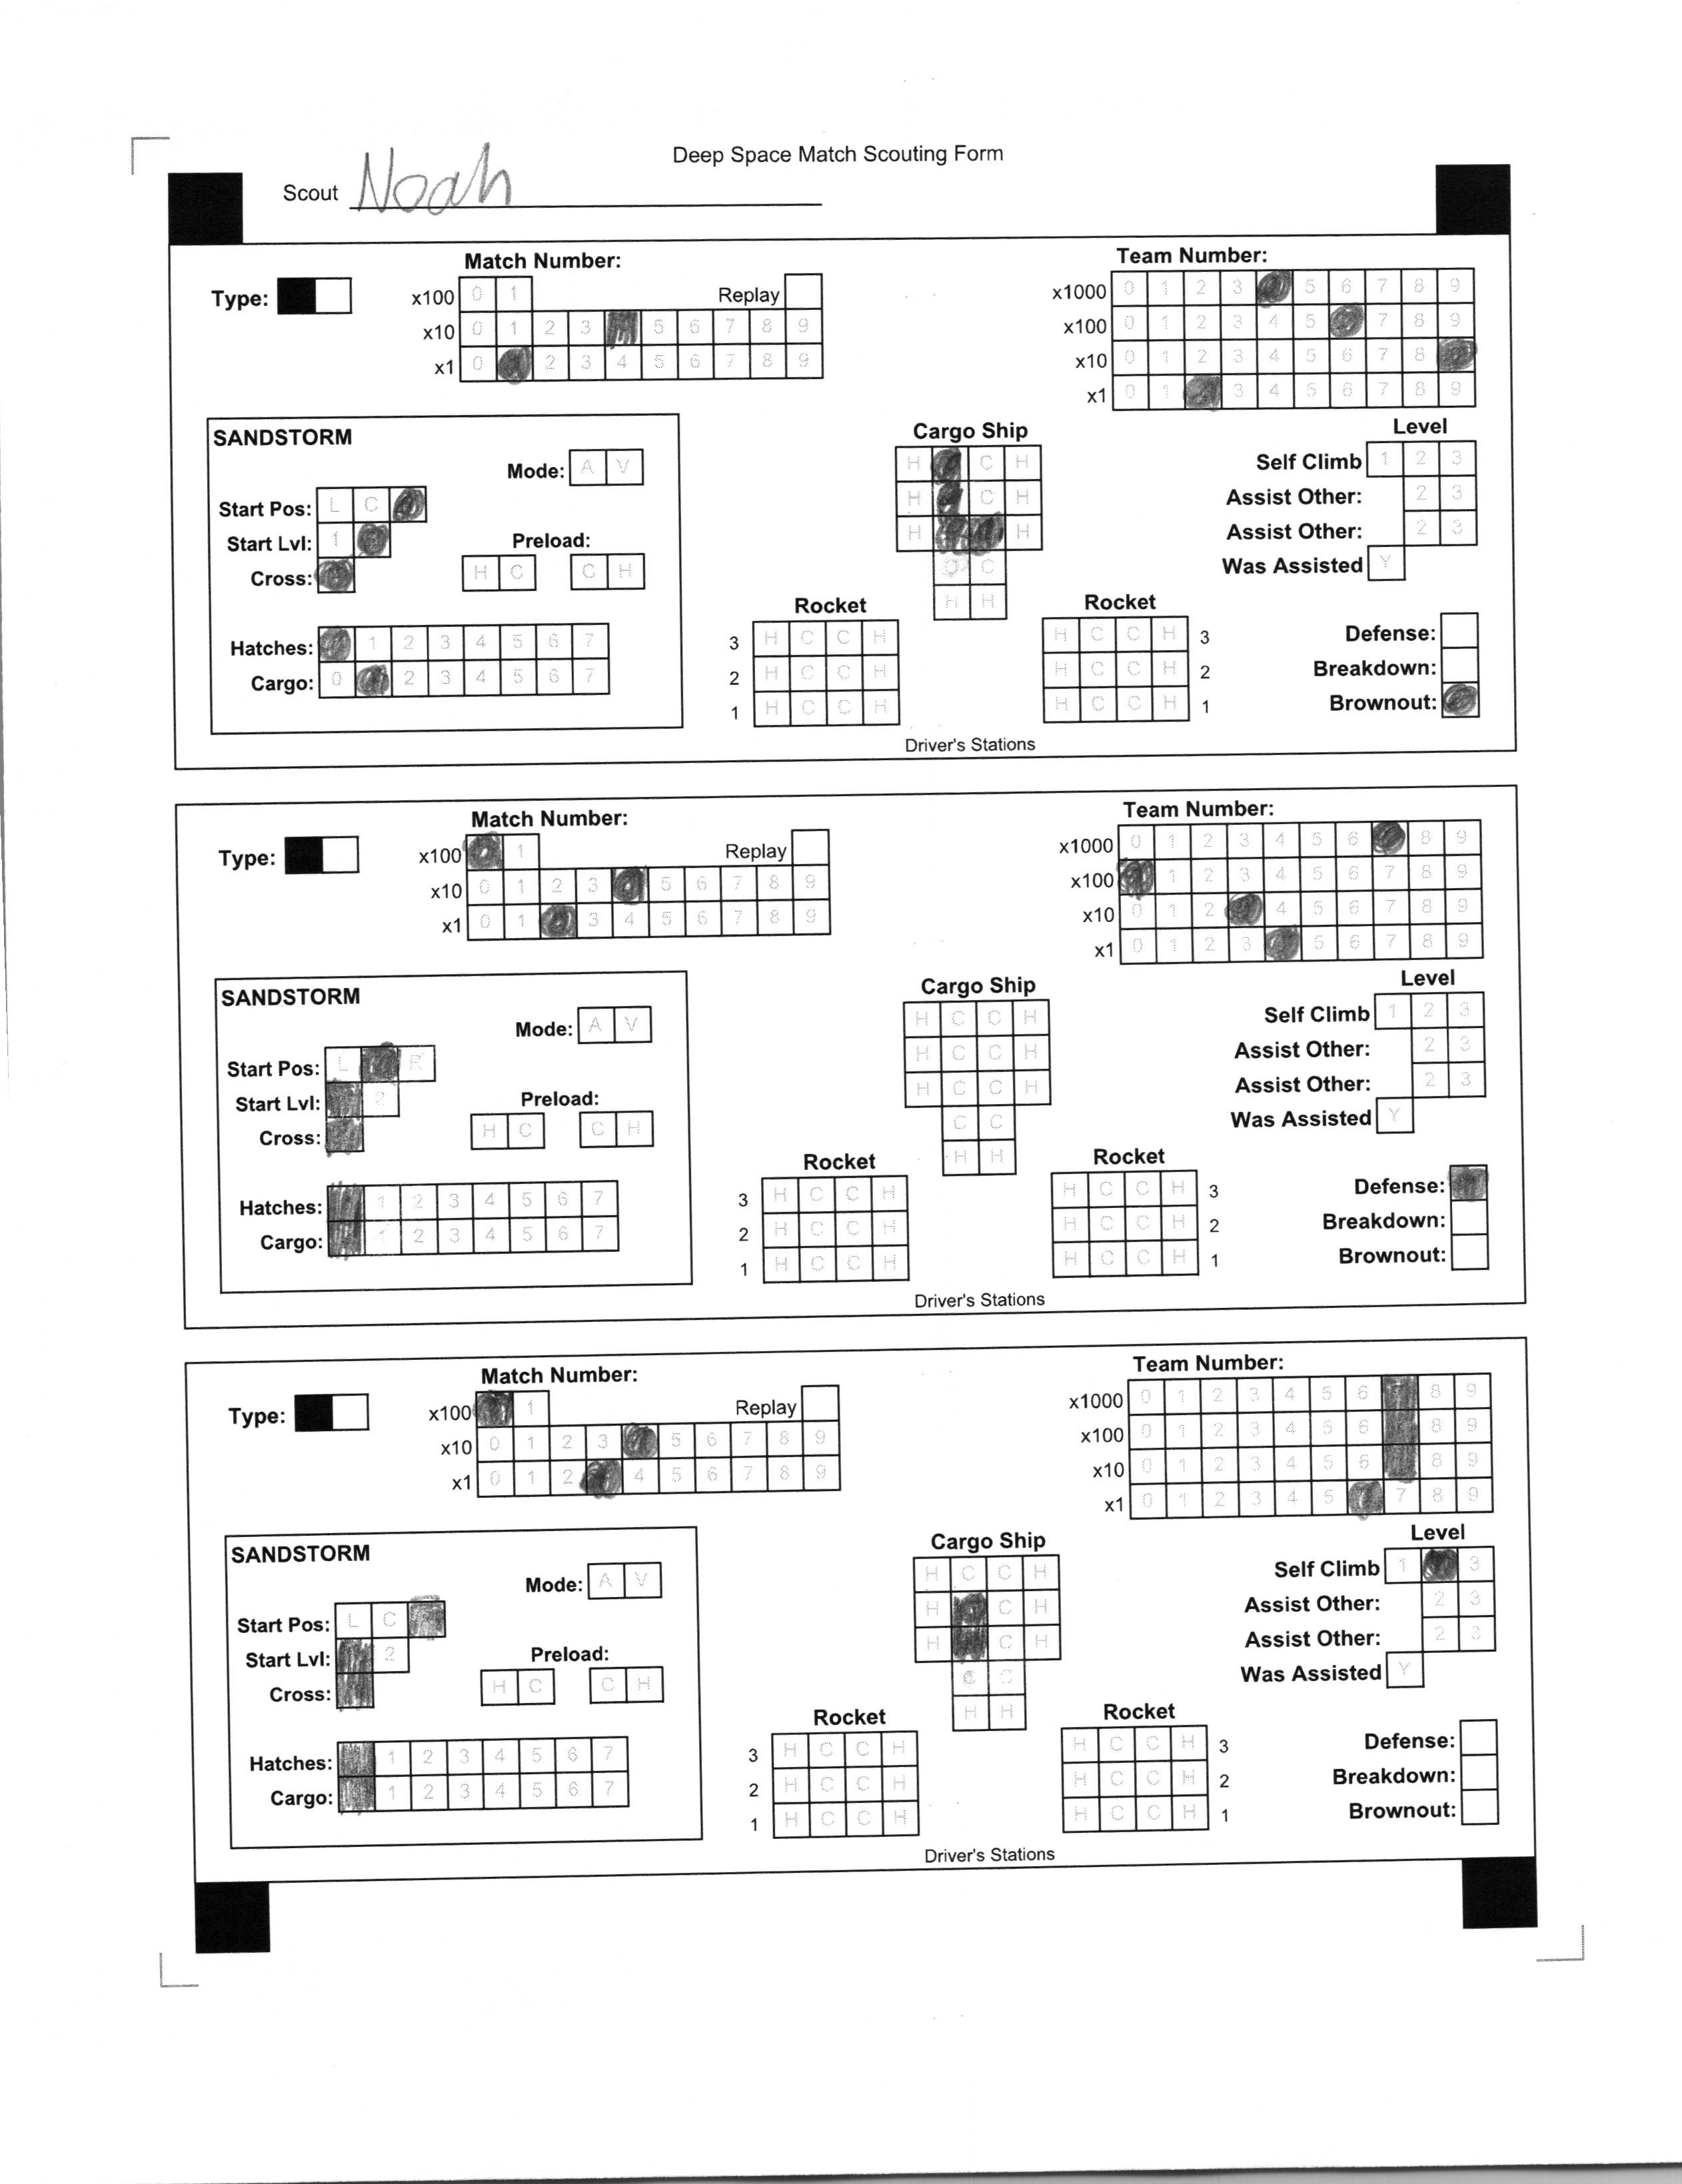 Deep Space Match Scouting Form
Scout Noah
Match Number:
Team Number:
Type:
x100 0 1 Replay
x10 0 1 2 3 5 6 7 8 9
x1 0 2 3 4 5 6 7 8 9
x1000 0 1 2 3 5 6 7 8 9
x100 0 1 2 3 4 5 7 8 9
x10 0 1 2 3 4 5 6 7 8
x1 0 1 3 4 5 6 7 8 9
SANDSTORM
Mode: A V
Start Pos: L C
Start Lvl: 1
Cross:
Preload:
H C C H
Hatches: 1 2 3 4 5 6 7
Cargo: 0 2 3 4 5 6 7
Cargo Ship
H C H
H C H
H H
C C
H H
Rocket
3 H C C H
2 H C C H
1 H C C H
Rocket
H C C H 3
H C C H 2
H C C H 1
Driver's Stations
Level
Self Climb 1 2 3
Assist Other: 2 3
Assist Other: 2 3
Was Assisted Y
Defense:
Breakdown:
Brownout:
Match Number:
Team Number:
Type:
x100 1 Replay
x10 0 1 2 3 5 6 7 8 9
x1 0 1 3 4 5 6 7 8 9
x1000 0 1 2 3 4 5 6 8 9
x100 1 2 3 4 5 6 7 8 9
x10 0 1 2 4 5 6 7 8 9
x1 0 1 2 3 5 6 7 8 9
SANDSTORM
Mode: A V
Start Pos: L R
Start Lvl: 2
Cross:
Preload:
H C C H
Hatches: 1 2 3 4 5 6 7
Cargo: 1 2 3 4 5 6 7
Cargo Ship
H C C H
H C C H
H C C H
C C
H H
Rocket
3 H C C H
2 H C C H
1 H C C H
Rocket
H C C H 3
H C C H 2
H C C H 1
Driver's Stations
Level
Self Climb 1 2 3
Assist Other: 2 3
Assist Other: 2 3
Was Assisted Y
Defense:
Breakdown:
Brownout:
Match Number:
Team Number:
Type:
x100 1 Replay
x10 0 1 2 3 5 6 7 8 9
x1 0 1 2 4 5 6 7 8 9
x1000 0 1 2 3 4 5 6 8 9
x100 0 1 2 3 4 5 6 8 9
x10 0 1 2 3 4 5 6 8 9
x1 0 1 2 3 4 5 7 8 9
SANDSTORM
Mode: A V
Start Pos: L C
Start Lvl: 2
Cross:
Preload:
H C C H
Hatches: 1 2 3 4 5 6 7
Cargo: 1 2 3 4 5 6 7
Cargo Ship
H C C H
H C H
H C H
C C
H H
Rocket
3 H C C H
2 H C C H
1 H C C H
Rocket
H C C H 3
H C C H 2
H C C H 1
Driver's Stations
Level
Self Climb 1 3
Assist Other: 2 3
Assist Other: 2 3
Was Assisted Y
Defense:
Breakdown:
Brownout: